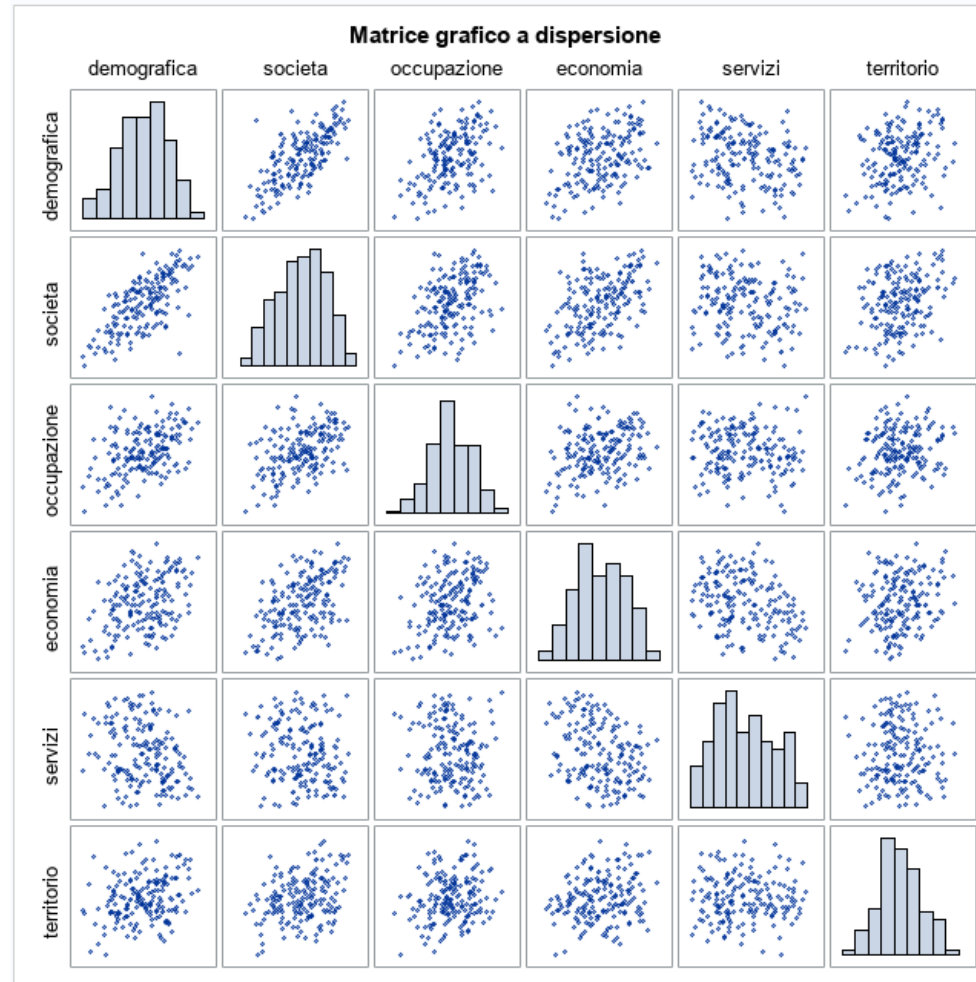 Matrice grafico a dispersione
demografica societa occupazione economia servizi territorio
demografica
societa
occupazione
economia
servizi
territorio